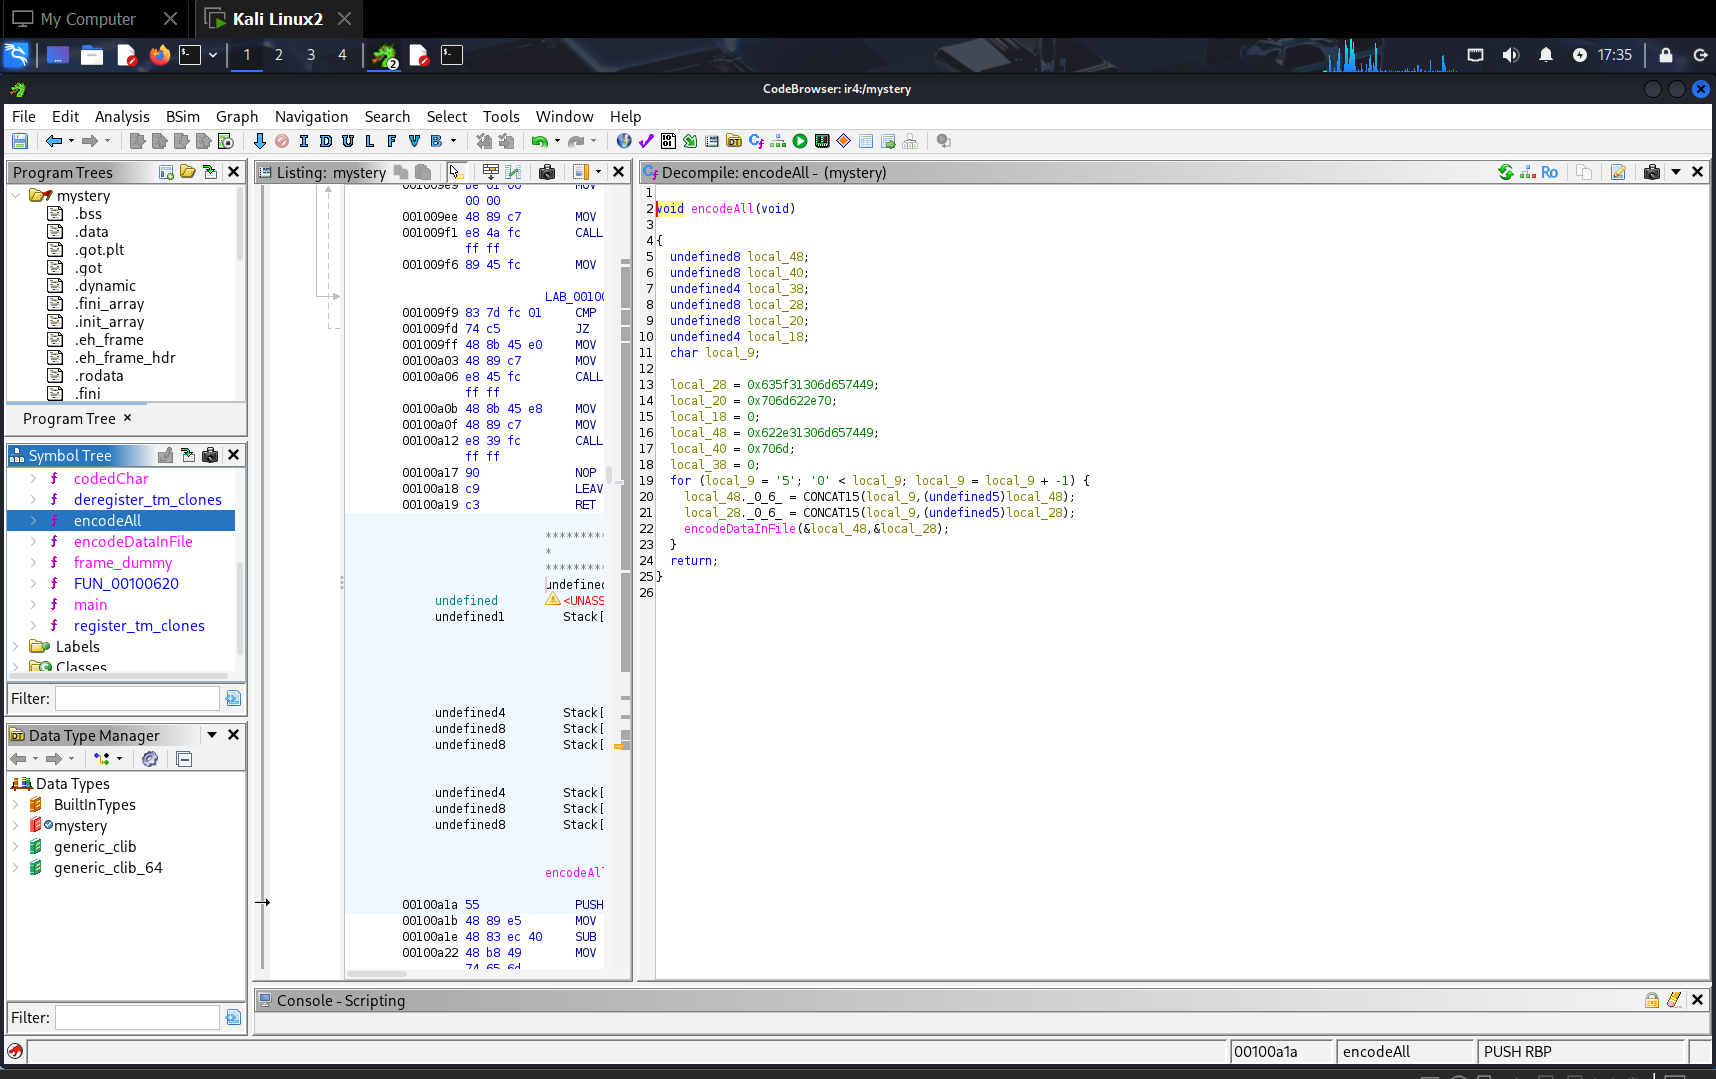 My Computer
Kali Linux2
1 2 3 4
2
17:35
CodeBrowser: ir4:/mystery
File Edit Analysis BSim Graph Navigation Search Select Tools Window Help
I D U L F V B
Program Trees
mystery
.bss
.data
.got.plt
.got
.dynamic
.fini_array
.init_array
.eh_frame
.eh_frame_hdr
.rodata
.fini
Program Tree
Symbol Tree
codedChar
deregister_tm_clones
encodeAll
encodeDataInFile
frame_dummy
FUN_00100620
main
register_tm_clones
Labels
Classes
Filter:
Data Type Manager
Data Types
BuiltInTypes
mystery
generic_clib
generic_clib_64
Filter:
Listing: mystery
001009e9 be 01 00 MOV
00 00
001009ee 48 89 c7 MOV
001009f1 e8 4a fc CALL
ff ff
001009f6 89 45 fc MOV
LAB_00100
001009f9 83 7d fc 01 CMP
001009fd 74 c5 JZ
001009ff 48 8b 45 e0 MOV
00100a03 48 89 c7 MOV
00100a06 e8 45 fc CALL
ff ff
00100a0b 48 8b 45 e8 MOV
00100a0f 48 89 c7 MOV
00100a12 e8 39 fc CALL
ff ff
00100a17 90 NOP
00100a18 c9 LEAVE
00100a19 c3 RET
*********
*
*********
undefined
undefined <UNASS
undefined1 Stack[
undefined4 Stack[
undefined8 Stack[
undefined8 Stack[
undefined4 Stack[
undefined8 Stack[
undefined8 Stack[
encodeAll
00100a1a 55 PUSH
00100a1b 48 89 e5 MOV
00100a1e 48 83 ec 40 SUB
00100a22 48 b8 49 MOV
74 65 6d
Decompile: encodeAll - (mystery)
Ro
1
2 void encodeAll(void)
3
4 {
5 undefined8 local_48;
6 undefined8 local_40;
7 undefined4 local_38;
8 undefined8 local_28;
9 undefined8 local_20;
10 undefined4 local_18;
11 char local_9;
12
13 local_28 = 0x635f31306d657449;
14 local_20 = 0x706d622e70;
15 local_18 = 0;
16 local_48 = 0x622e31306d657449;
17 local_40 = 0x706d;
18 local_38 = 0;
19 for (local_9 = '5'; '0' < local_9; local_9 = local_9 + -1) {
20 local_48._0_6_ = CONCAT15(local_9,(undefined5)local_48);
21 local_28._0_6_ = CONCAT15(local_9,(undefined5)local_28);
22 encodeDataInFile(&local_48,&local_28);
23 }
24 return;
25 }
26
Console - Scripting
00100a1a encodeAll PUSH RBP